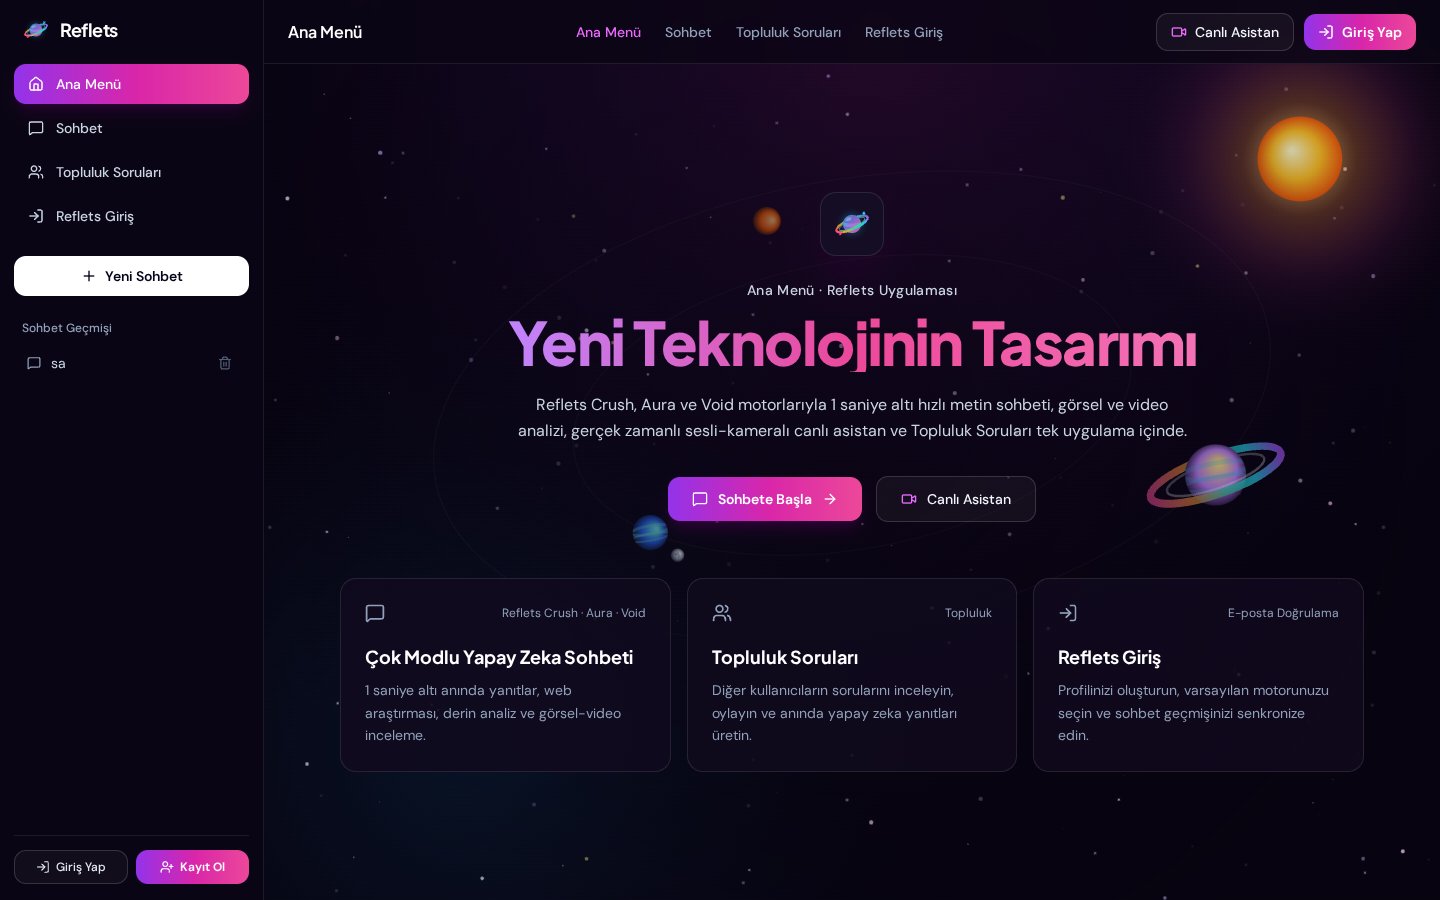 Reflets
Ana Menü
Sohbet
Topluluk Soruları
Reflets Giriş
Yeni Sohbet
Sohbet Geçmişi
sa
Giriş Yap
Kayıt Ol
Ana Menü
Ana Menü
Sohbet
Topluluk Soruları
Reflets Giriş
Canlı Asistan
Giriş Yap
Ana Menü · Reflets Uygulaması
Yeni Teknolojinin Tasarımı
Reflets Crush, Aura ve Void motorlarıyla 1 saniye altı hızlı metin sohbeti, görsel ve video
analizi, gerçek zamanlı sesli-kameralı canlı asistan ve Topluluk Soruları tek uygulama içinde.
Sohbete Başla
Canlı Asistan
Reflets Crush · Aura · Void
Çok Modlu Yapay Zeka Sohbeti
1 saniye altı anında yanıtlar, web
araştırması, derin analiz ve görsel-video
inceleme.
Topluluk
Topluluk Soruları
Diğer kullanıcıların sorularını inceleyin,
oylayın ve anında yapay zeka yanıtları
üretin.
E-posta Doğrulama
Reflets Giriş
Profilinizi oluşturun, varsayılan motorunuzu
seçin ve sohbet geçmişinizi senkronize
edin.